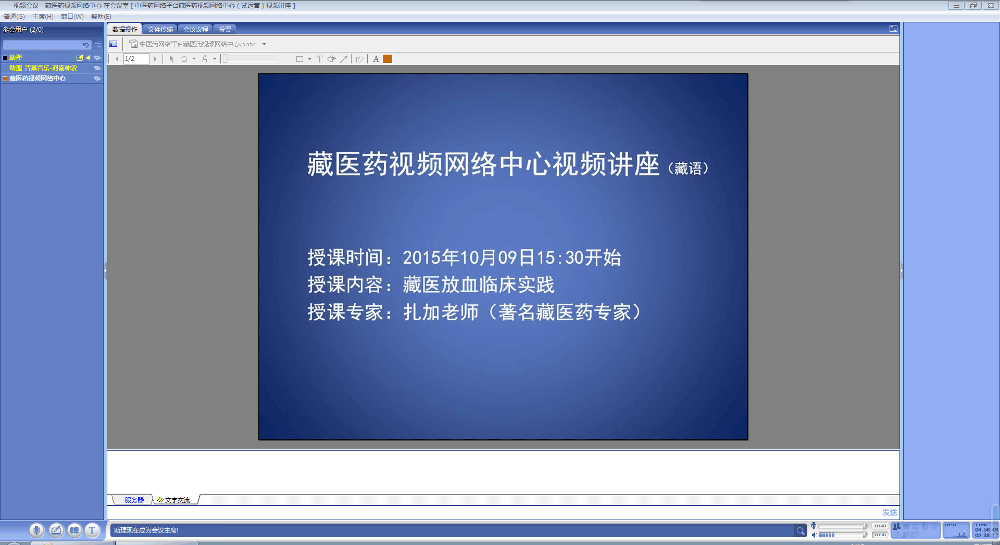 视频会议 - 藏医药视频网络中心 在会议室 [ 中医药网络平台藏医药视频网络中心 ( 试运营 ) 视频讲座 ]
普通(G) 主席(H) 窗口(W) 帮助(E)
参会用户 (2/0)
助理
助理_背景音乐-河南神农
藏医药视频网络中心
数据操作 文件传输 会议议程 投票
中医药网络平台藏医药视频网络中心.pptx
1/2
T
A
藏医药视频网络中心视频讲座（藏语）
授课时间：2015年10月09日15:30开始
授课内容：藏医放血临床实践
授课专家：扎加老师（著名藏医药专家）
服务器 文字交流
发送
T
助理现在成为会议主席!
AGC
AEC
CPU
TIME
04:56:49
02:38:17